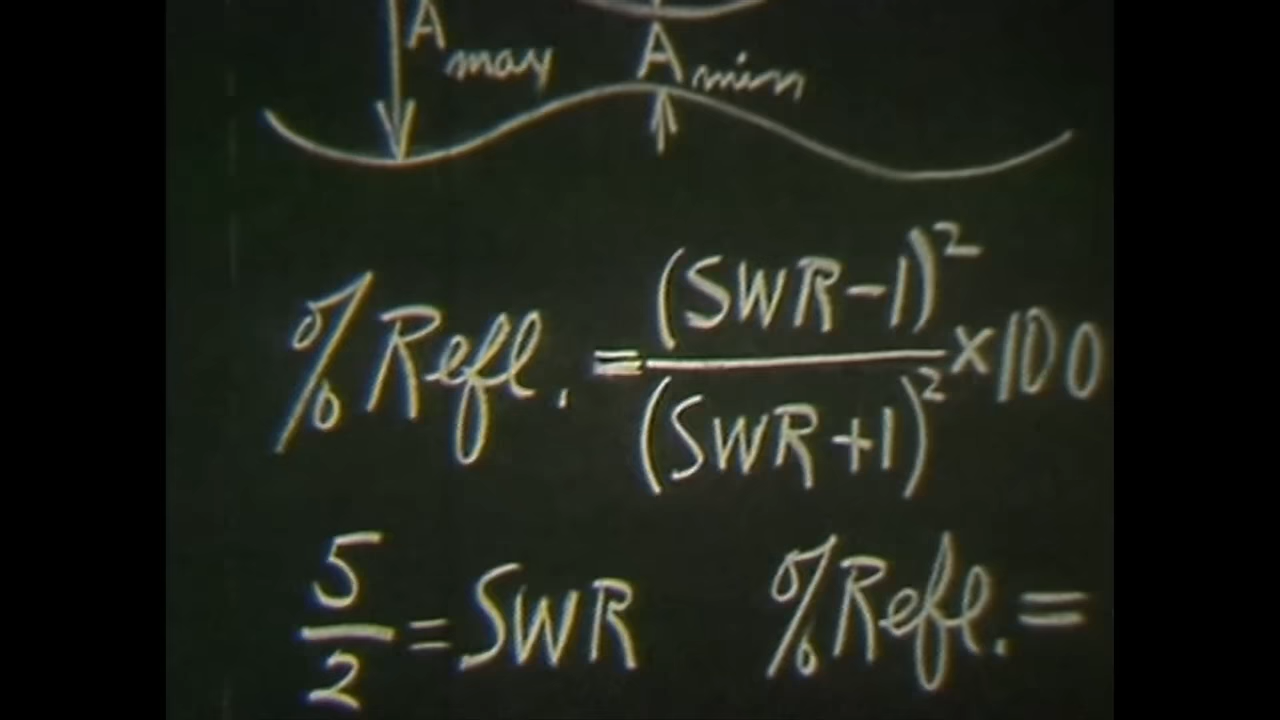 A max A min
% Refl. = (SWR-1)² / (SWR+1)² ×100
5/2 = SWR % Refl. =